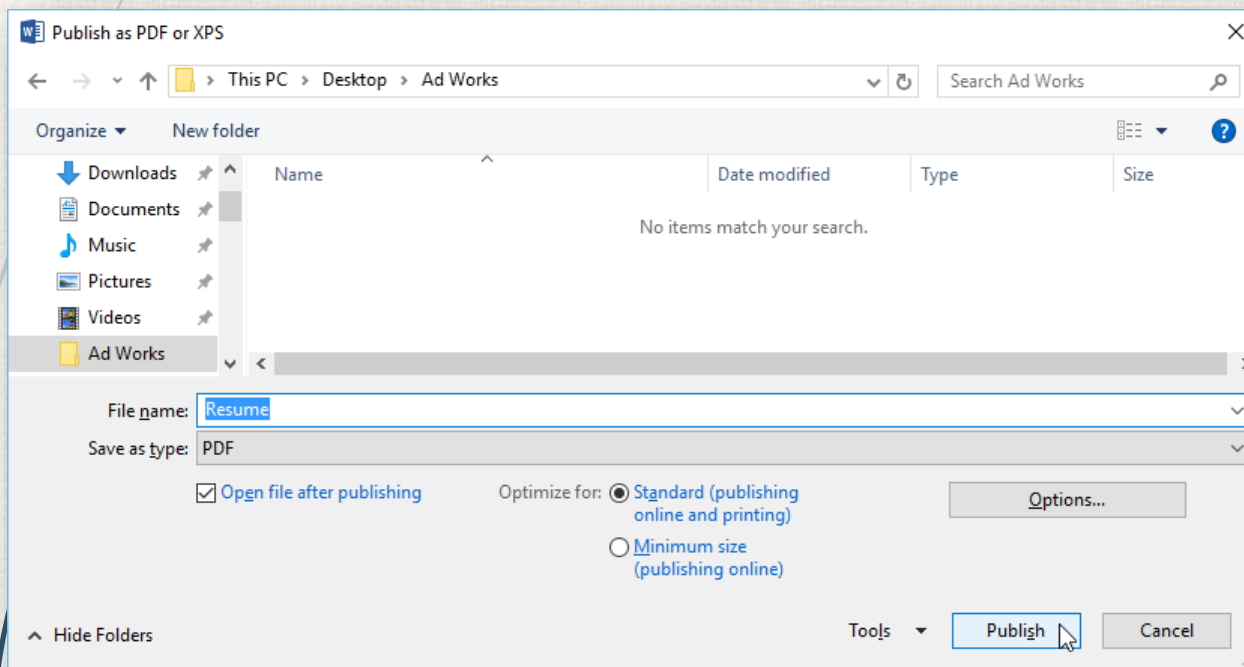 Publish as PDF or XPS
This PC > Desktop > Ad Works
Search Ad Works
Organize
New folder
?
Downloads
Name
Date modified
Type
Size
Documents
No items match your search.
Music
Pictures
Videos
Ad Works
File name: Resume
Save as type: PDF
Open file after publishing
Optimize for: Standard (publishing
online and printing)
Options...
Minimum size
(publishing online)
Hide Folders
Tools
Publish
Cancel